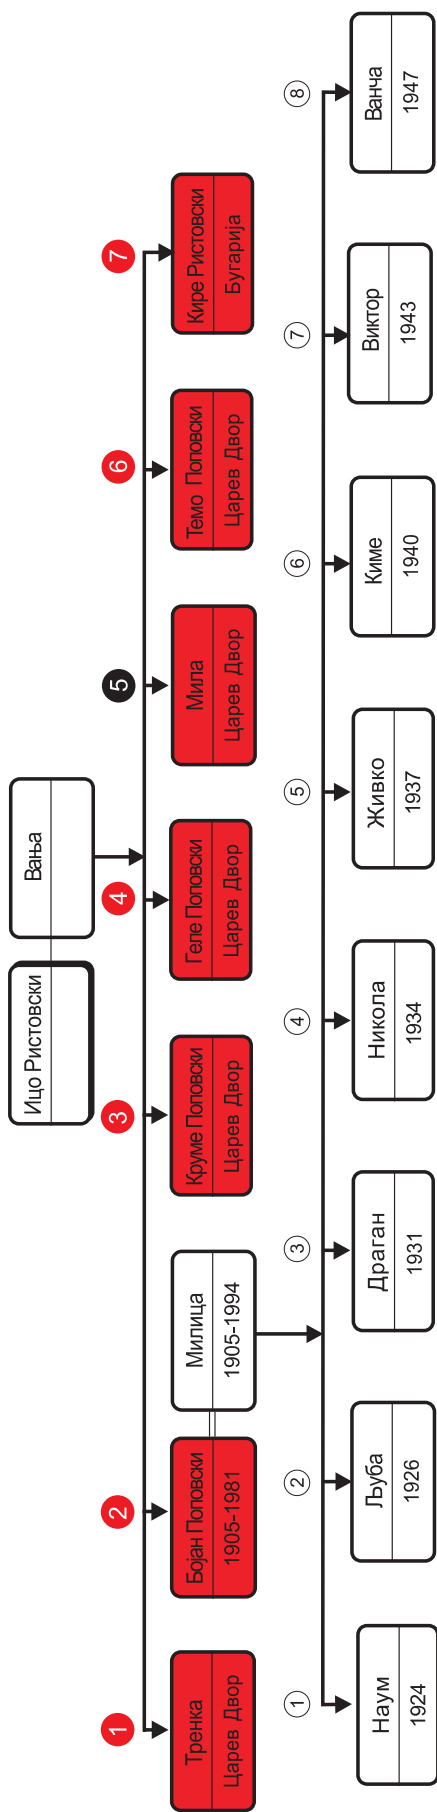 Ицо Ристовски
Вања
1
2
3
4
5
6
7
Тренка
Царев Двор
Бојан Поповски
1905-1981
Милица
1905-1994
Круме Поповски
Царев Двор
Геле Поповски
Царев Двор
Мила
Царев Двор
Темо Поповски
Царев Двор
Кире Ристовски
Бугарија
1
2
3
4
5
6
7
8
Наум
1924
Љуба
1926
Драган
1931
Никола
1934
Живко
1937
Киме
1940
Виктор
1943
Ванча
1947